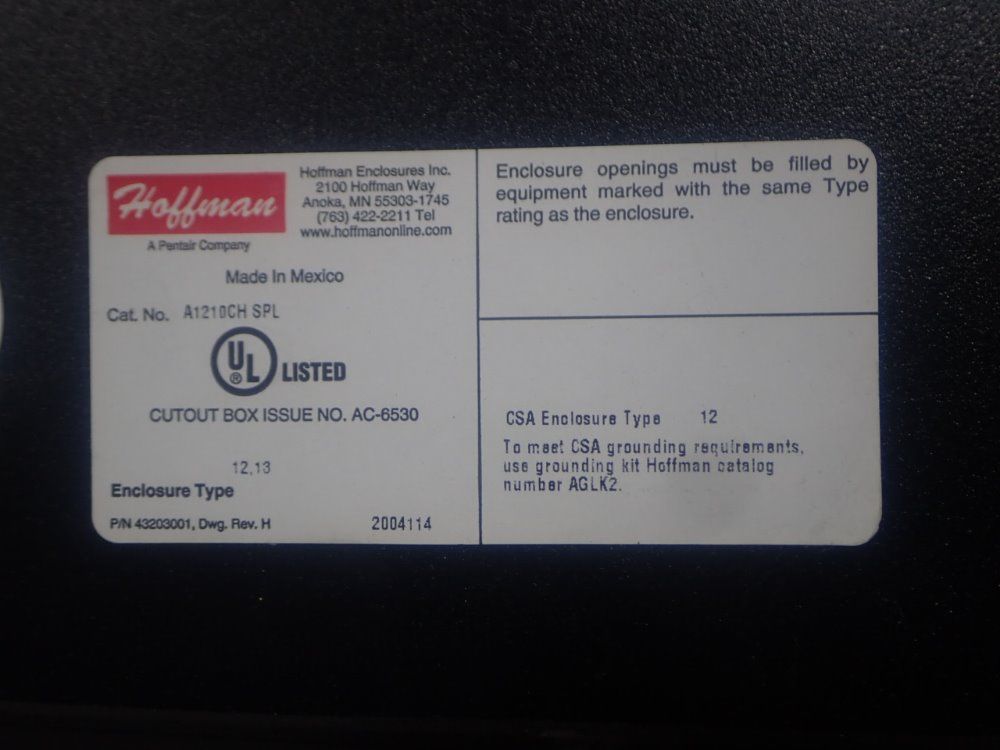 Hoffman
A Pentair Company
Hoffman Enclosures Inc.
2100 Hoffman Way
Anoka, MN 55303-1745
(763) 422-2211 Tel
www.hoffmanonline.com
Made In Mexico
Cat. No. A1210CH SPL
UL ® LISTED
CUTOUT BOX ISSUE NO. AC-6530
12,13
Enclosure Type
P/N 43203001, Dwg. Rev. H 2004114
Enclosure openings must be filled by
equipment marked with the same Type
rating as the enclosure.
CSA Enclosure Type 12
To meet CSA grounding requirements,
use grounding kit Hoffman catalog
number AGLK2.